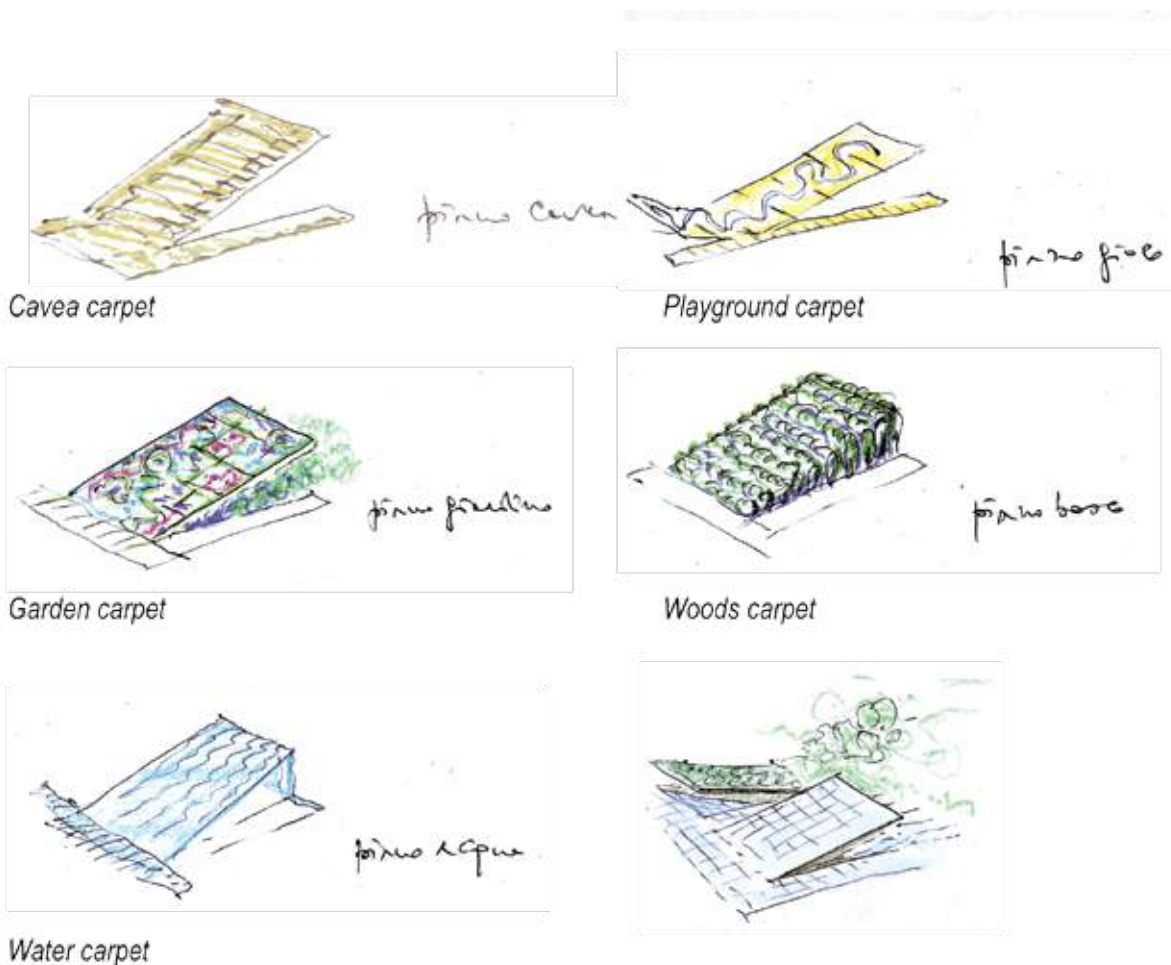 piano cavea
piano gioco
Cavea carpet
Playground carpet
piano giardino
piano bosco
Garden carpet
Woods carpet
piano acqua
Water carpet